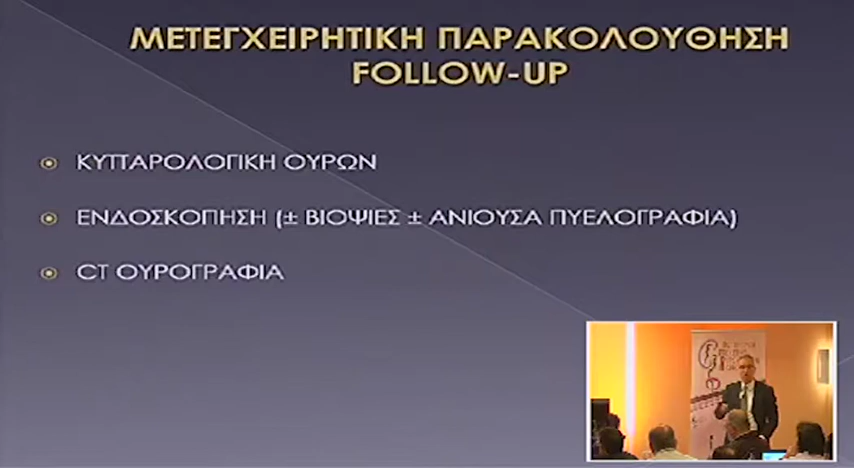 ΜΕΤΕΓΧΕΙΡΗΤΙΚΗ ΠΑΡΑΚΟΛΟΥΘΗΣΗ
FOLLOW-UP
ΚΥΤΤΑΡΟΛΟΓΙΚΗ ΟΥΡΩΝ
ΕΝΔΟΣΚΟΠΗΣΗ (± ΒΙΟΨΙΕΣ ± ΑΝΙΟΥΣΑ ΠΥΕΛΟΓΡΑΦΙΑ)
CT ΟΥΡΟΓΡΑΦΙΑ